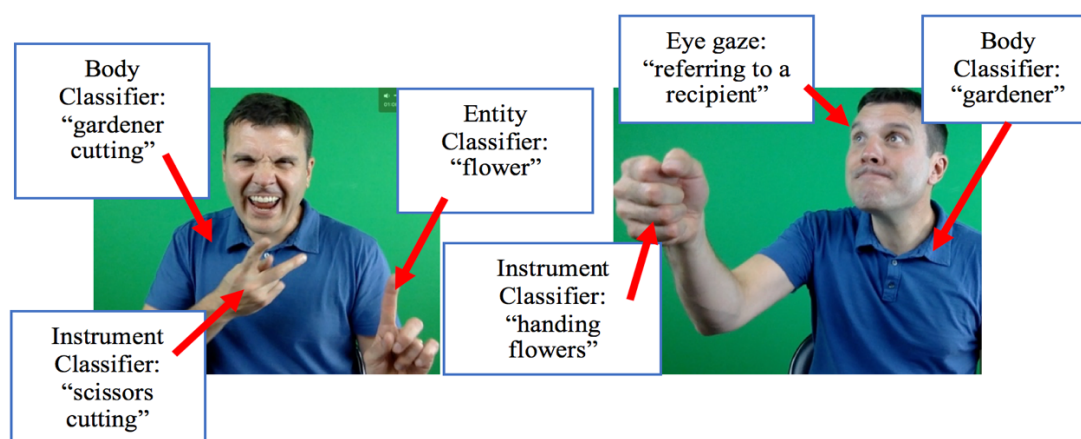 Body
Classifier:
“gardener
cutting”
Entity
Classifier:
“flower”
Instrument
Classifier:
“scissors
cutting”
Eye gaze:
“referring to a
recipient”
Body
Classifier:
“gardener”
Instrument
Classifier:
“handing
flowers”